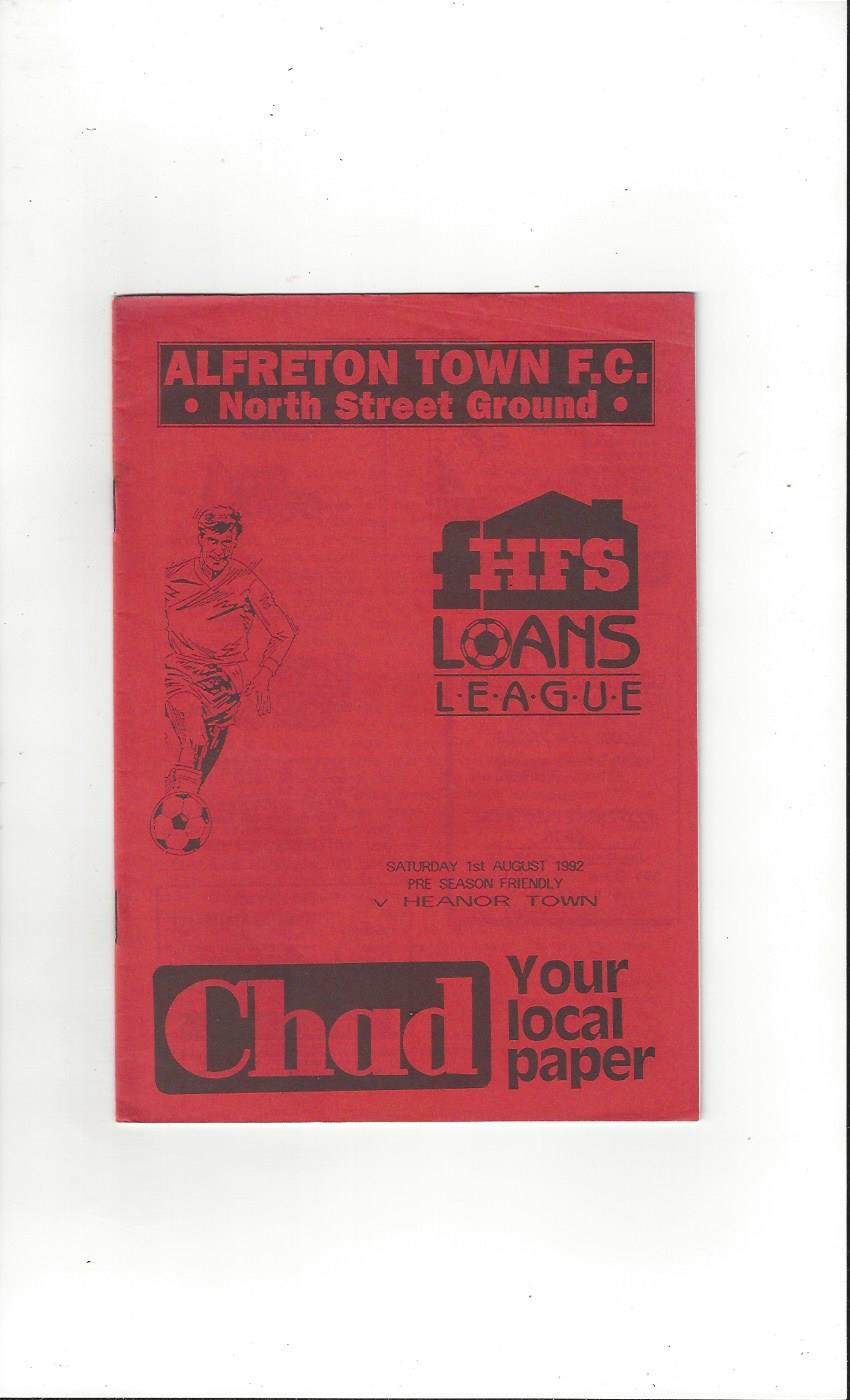 ALFRETON TOWN F.C.
• North Street Ground •
fHFS
LOANS
L·E·A·G·U·E
SATURDAY 1st AUGUST 1992
PRE SEASON FRIENDLY
v HEANOR TOWN
Chad
Your
local
paper